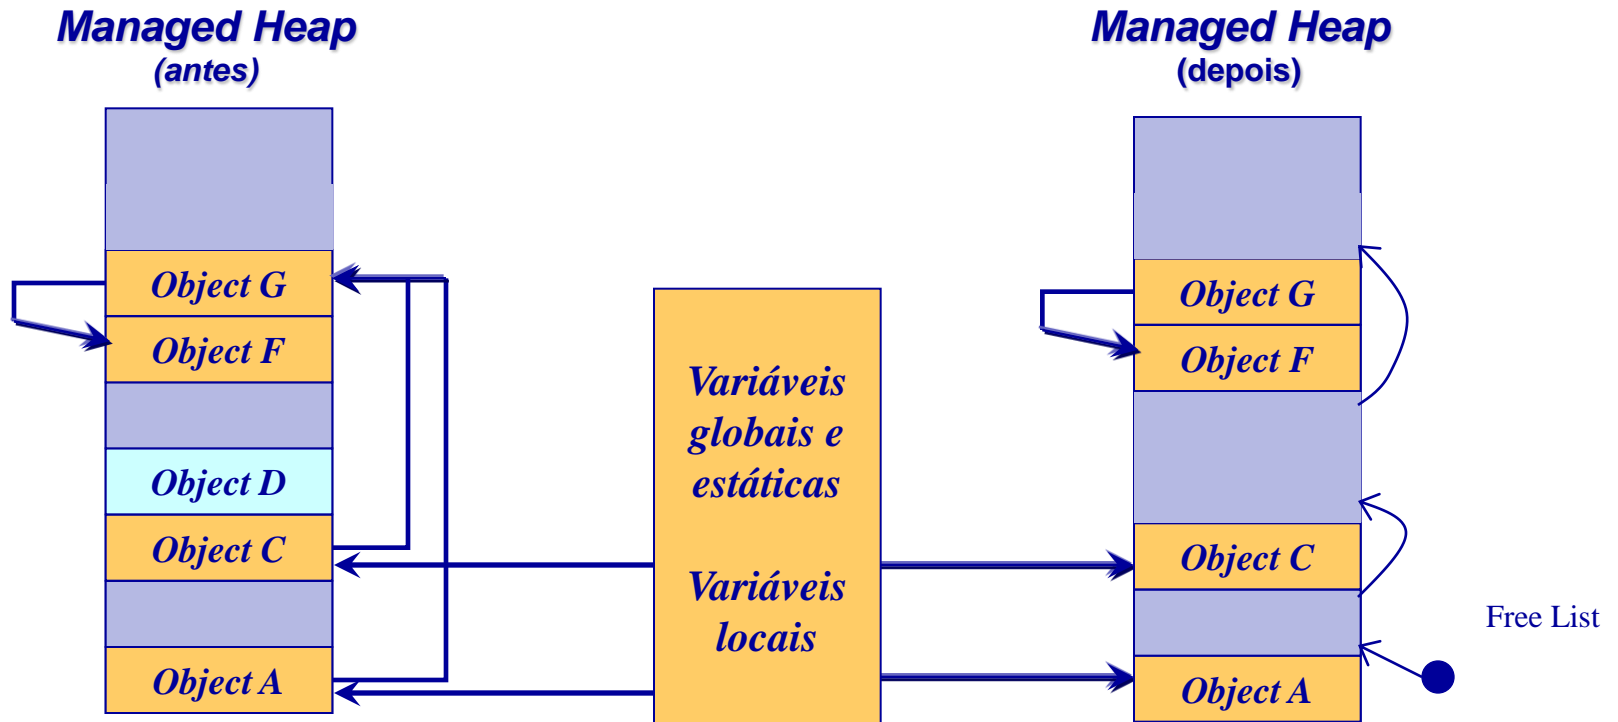 Managed Heap
(antes)
Object G
Object F
Object D
Object C
Object A
Variáveis
globais e
estáticas
Variáveis
locais
Managed Heap
(depois)
Object G
Object F
Object C
Object A
Free List